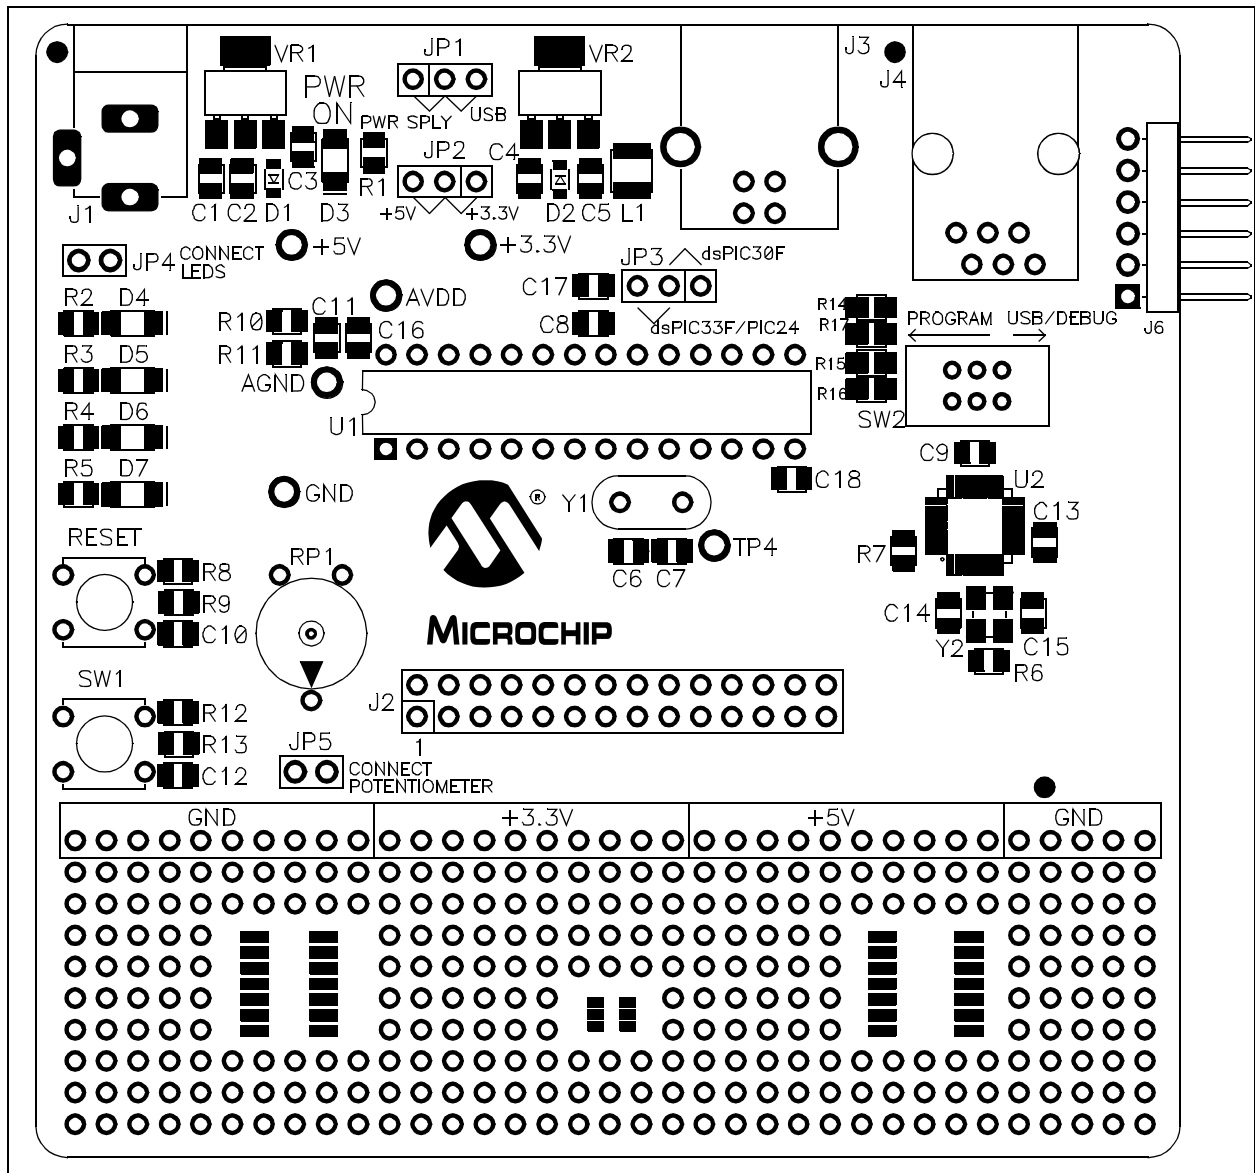 VR1
JP1
VR2
J3
J4
PWR
ON
PWR SPLY
USB
JP2
C3
R1
C4
J1
C1
C2
D1
D3
+5V
+3.3V
D2
C5
L1
+5V
+3.3V
JP4
CONNECT
LEDS
JP3
dsPIC30F
C17
AVDD
R2
D4
R10
C11
C16
C8
dsPIC33F/PIC24
R14
R17
PROGRAM
USB/DEBUG
J6
R3
D5
R11
AGND
R15
R16
R4
D6
U1
SW2
R5
D7
GND
®
Y1
C18
C9
U2
C13
RESET
RP1
C6
C7
TP4
R7
R8
R9
C10
MICROCHIP
C14
Y2
C15
R6
SW1
R12
R13
C12
J2
1
JP5
CONNECT
POTENTIOMETER
GND
+3.3V
+5V
GND